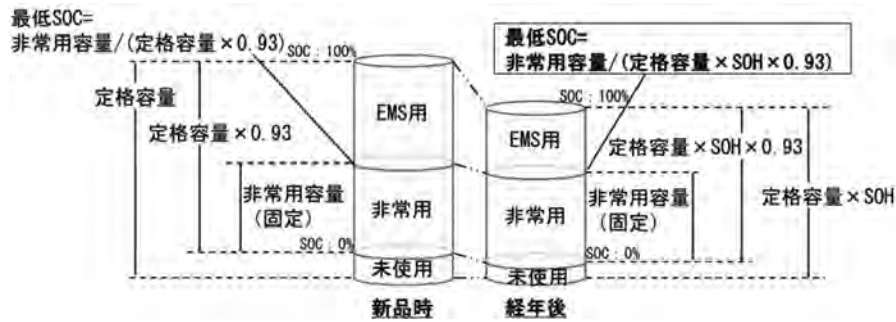 最低SOC=
非常用容量/(定格容量×0.93)
SOC：100%
定格容量
定格容量×0.93
非常用容量
(固定)
SOC：0%
EMS用
非常用
未使用
新品時
最低SOC=
非常用容量/(定格容量×SOH×0.93)
SOC：100%
EMS用
非常用
未使用
経年後
定格容量×SOH×0.93
非常用容量
(固定)
定格容量×SOH
SOC：0%